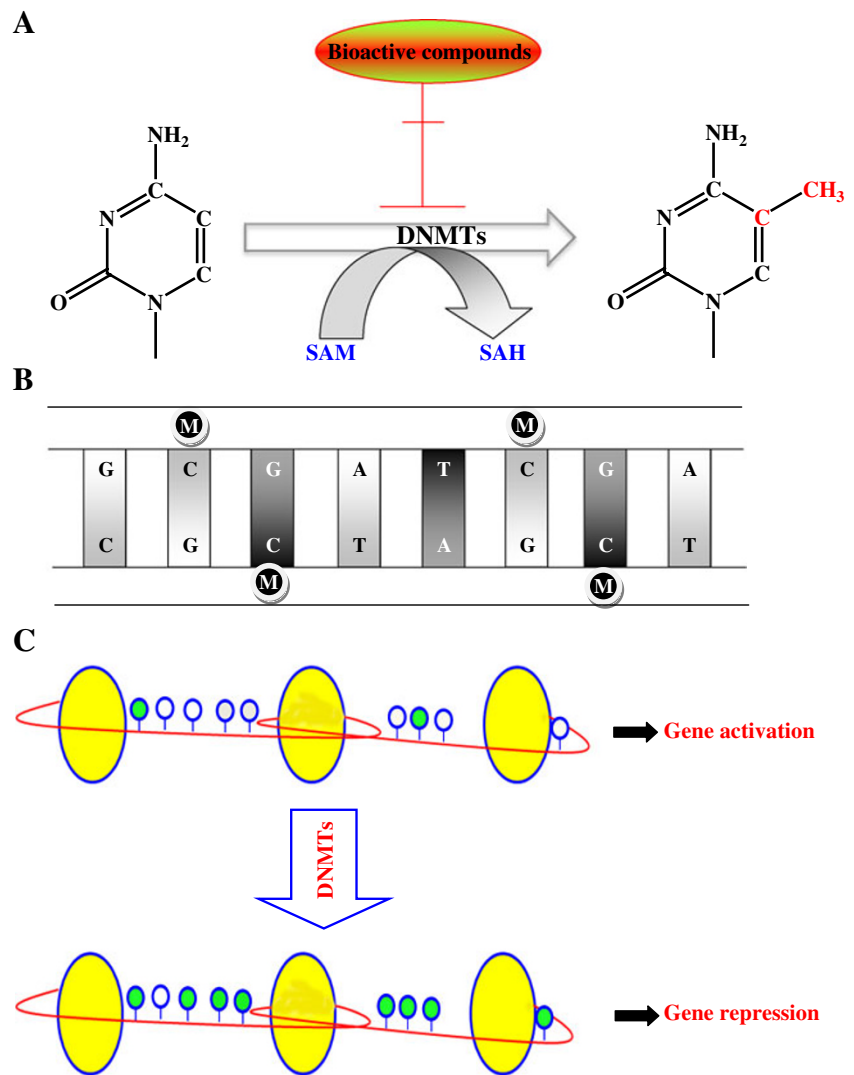 A
Bioactive compounds
NH₂
C
N
C
C
N
O
DNMTs
SAM
SAH
NH₂
C
CH₃
N
C
C
N
O
B
M
M
G C G A T C G A
C G C T A G C T
M
M
C
Gene activation
DNMTs
Gene repression